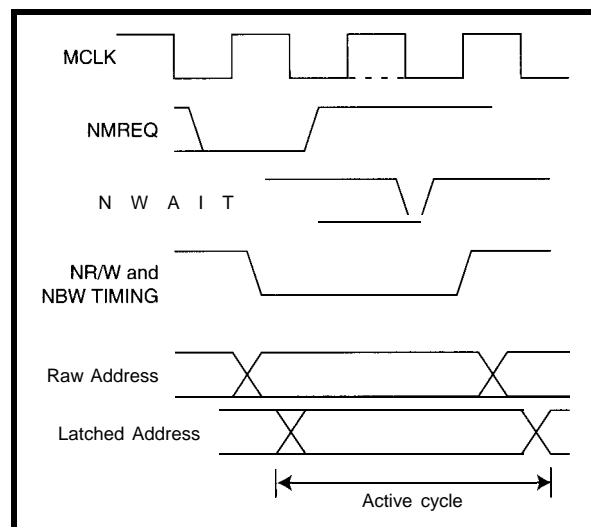 MCLK
NMREQ
N W A I T
NR/W and
NBW TIMING
Raw Address
Latched Address
Active cycle